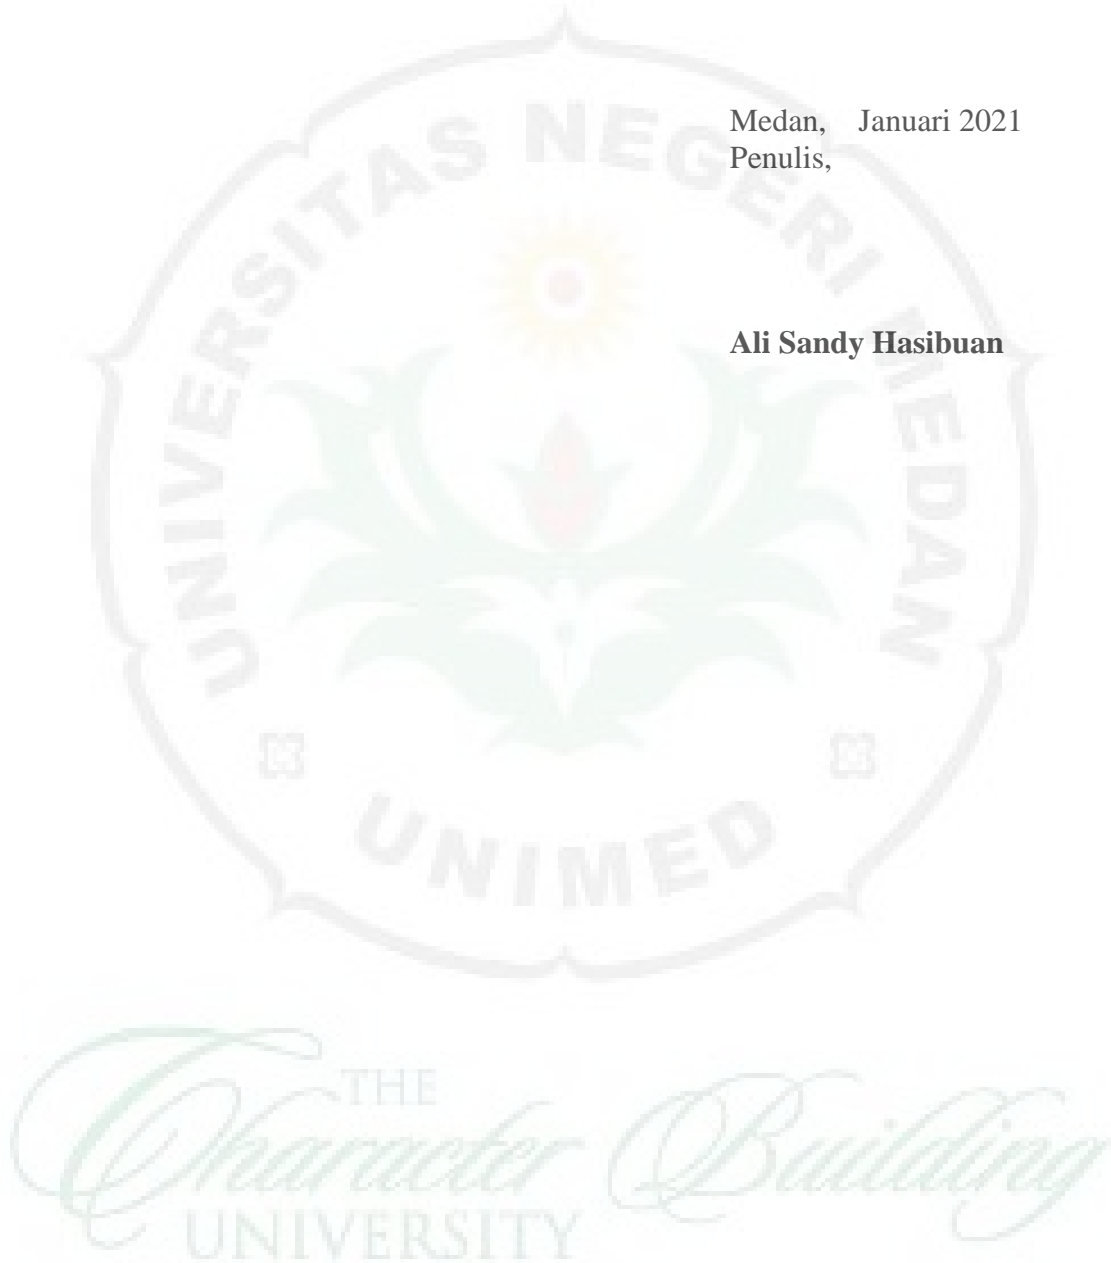 Medan, Januari 2021
Penulis,
Ali Sandy Hasibuan
UNIVERSITAS NEGERI MEDAN
UNIMED
THE
Character Building
UNIVERSITY